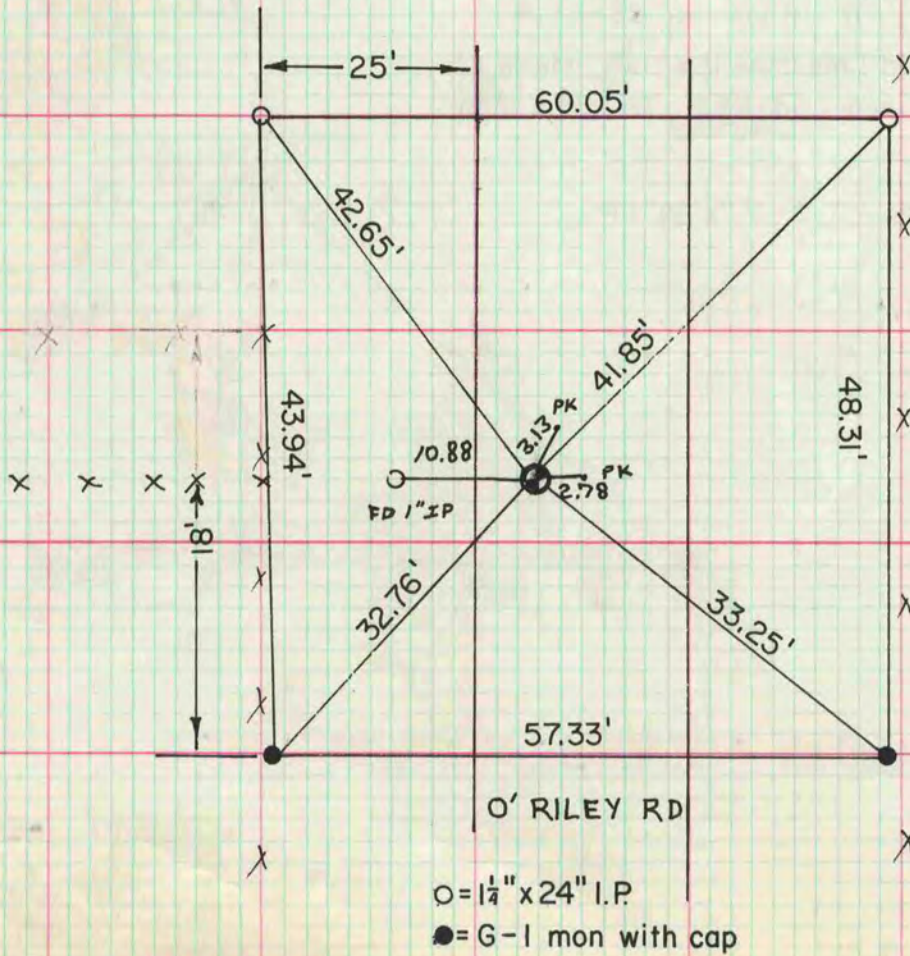 25'
60.05'
42.65'
41.85'
43.94'
48.31'
3.13 PK
10.88
PK
2.78
FD 1" IP
18'
32.76'
33.25'
57.33'
O' RILEY RD
O = 1¼" x 24" I.P.
● = G-1 mon with cap